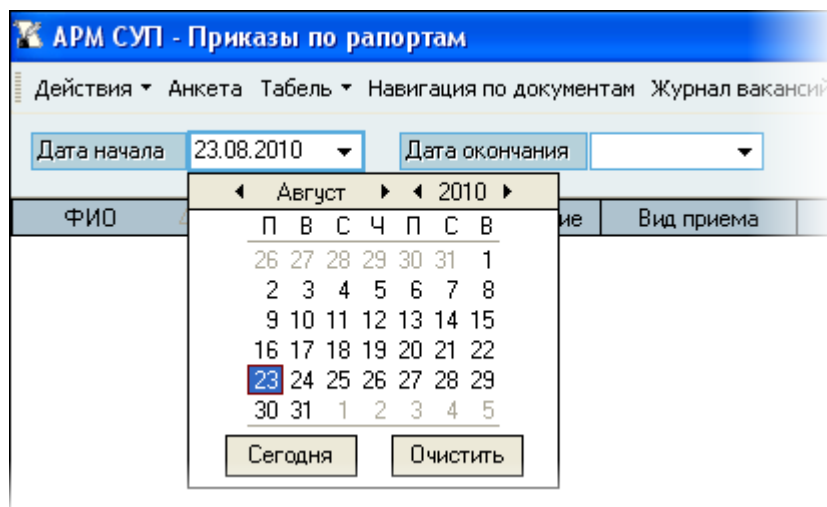 АРМ СУП - Приказы по рапортам
Действия Анкета Табель Навигация по документам Журнал вакансий
Дата начала 23.08.2010 Дата окончания
Август 2010
ФИО ие Вид приема
П В С Ч П С В
26 27 28 29 30 31 1
2 3 4 5 6 7 8
9 10 11 12 13 14 15
16 17 18 19 20 21 22
23 24 25 26 27 28 29
30 31 1 2 3 4 5
Сегодня Очистить